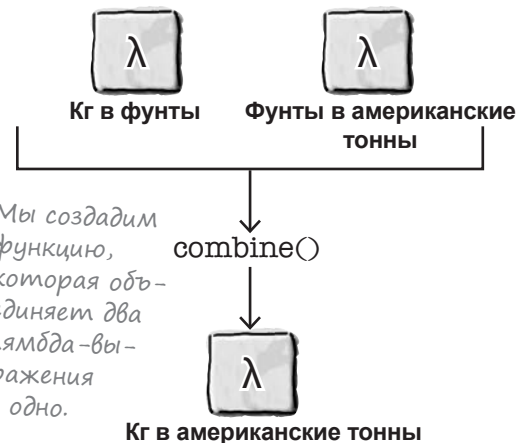 λ
λ
Кг в фунты
Фунты в американские
тонны
Мы создадим
функцию,
которая объ-
единяет два
лямбда-вы-
ражения
в одно.
combine()
λ
Кг в американские тонны